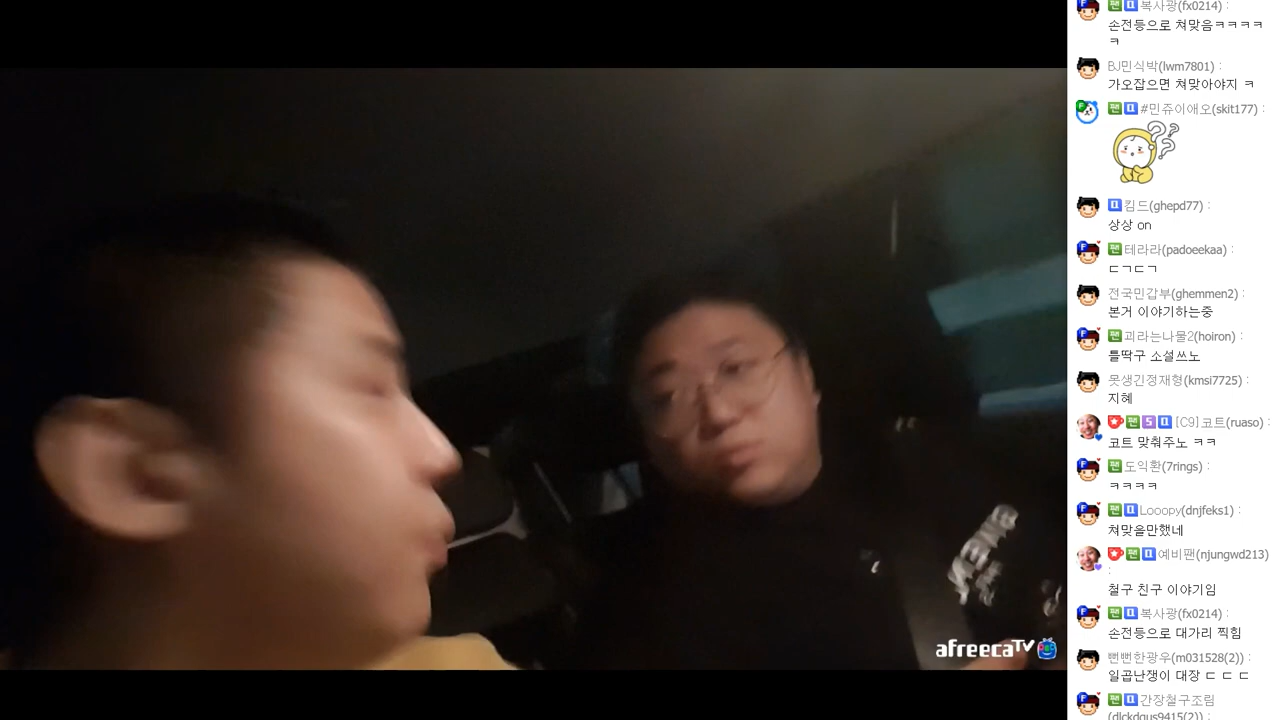 복사광(fx0214) :
손전등으로 쳐맞음ㅋㅋㅋㅋ
ㅋ
BJ민식박(lwm7801) :
가오잡으면 쳐맞아야지 ㅋ
#민쥬이애오(skit177) :
킴드(ghepd77) :
상상 on
테라라(padoeekaa) :
ㄷㄱㄷㄱ
전국민갑부(ghemmen2) :
본거 이야기하는중
괴라는나물2(hoiron) :
틀딱구 소설쓰노
못생긴정재형(kmsi7725) :
지혜
[C9]코트(ruaso) :
코트 맞춰주노 ㅋㅋ
도익환(7rings) :
ㅋㅋㅋㅋ
Looopy(dnjfeks1) :
쳐맞을만했네
예비팬(njungwd213)
:
철구 친구 이야기임
복사광(fx0214) :
손전등으로 대가리 찍힘
뻔뻔한광우(m031528(2)) :
일곱난쟁이 대장 ㄷ ㄷ ㄷ
간장철구조림
(dlckdgus9415(2)) :
afreecaTV